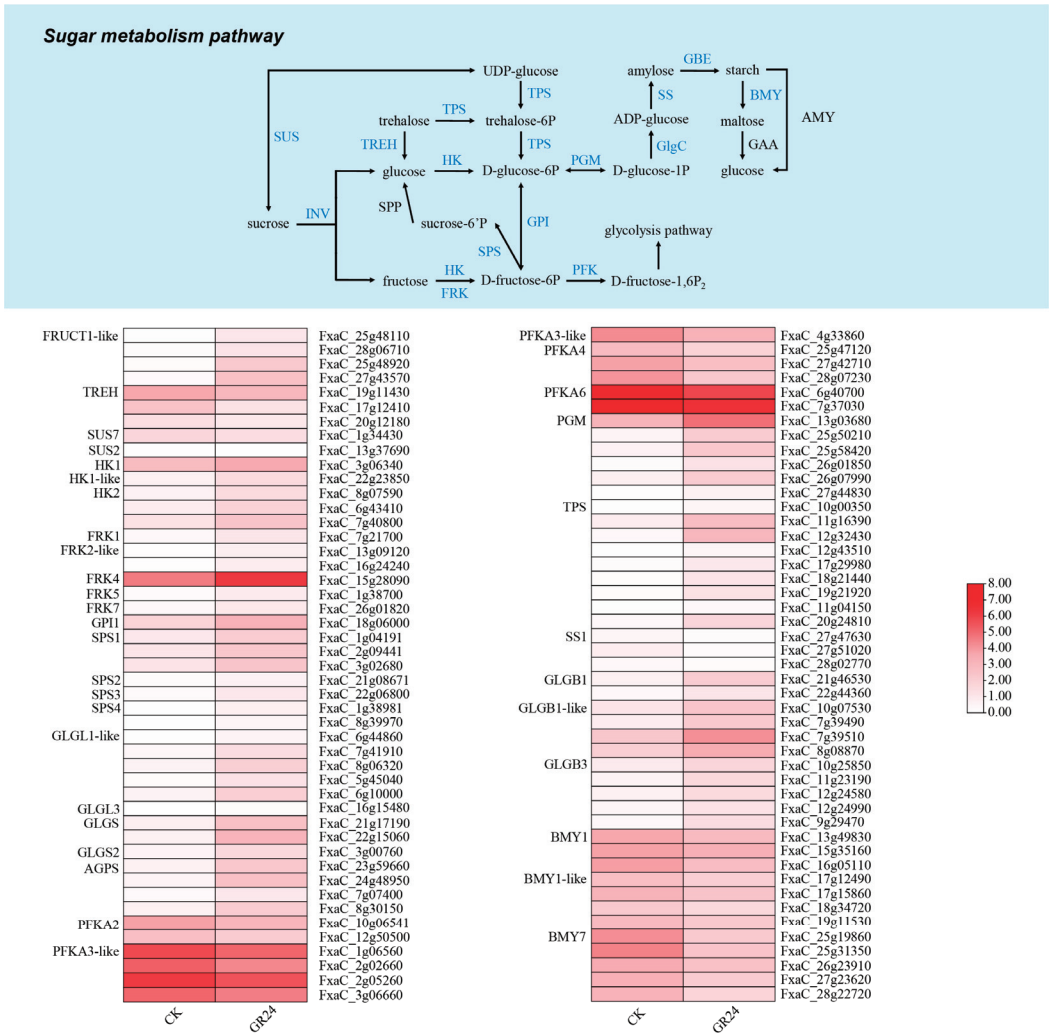 Sugar metabolism pathway
UDP-glucose
amylose
GBE
starch
TPS
SS
BMY
trehalose
TPS
trehalose-6P
ADP-glucose
maltose
AMY
SUS
TREH
TPS
GlgC
GAA
glucose
HK
D-glucose-6P
PGM
D-glucose-1P
glucose
sucrose
INV
SPP
sucrose-6'P
GPI
glycolysis pathway
SPS
fructose
HK
FRK
D-fructose-6P
PFK
D-fructose-1,6P₂
FRUCT1-like FxaC_25g48110
FxaC_28g06710
FxaC_25g48920
FxaC_27g43570
TREH FxaC_19g11430
FxaC_17g12410
FxaC_20g12180
SUS7 FxaC_1g34430
SUS2 FxaC_13g37690
HK1 FxaC_3g06340
HK1-like FxaC_22g23850
HK2 FxaC_8g07590
FxaC_6g43410
FxaC_7g40800
FRK1 FxaC_7g21700
FRK2-like FxaC_13g09120
FxaC_16g24240
FRK4 FxaC_15g28090
FRK5 FxaC_1g38700
FRK7 FxaC_26g01820
GPI1 FxaC_18g06000
SPS1 FxaC_1g04191
FxaC_2g09441
FxaC_3g02680
SPS2 FxaC_21g08671
SPS3 FxaC_22g06800
SPS4 FxaC_1g38981
FxaC_8g39970
GLGL1-like FxaC_6g44860
FxaC_7g41910
FxaC_8g06320
FxaC_5g45040
FxaC_6g10000
GLGL3 FxaC_16g15480
GLGS FxaC_21g17190
FxaC_22g15060
GLGS2 FxaC_3g00760
AGPS FxaC_23g59660
FxaC_24g48950
FxaC_7g07400
FxaC_8g30150
PFKA2 FxaC_10g06541
FxaC_12g50500
PFKA3-like FxaC_1g06560
FxaC_2g02660
FxaC_2g05260
FxaC_3g06660
CK GR24
PFKA3-like FxaC_4g33860
PFKA4 FxaC_25g47120
FxaC_27g42710
FxaC_28g07230
PFKA6 FxaC_6g40700
FxaC_7g37030
PGM FxaC_13g03680
FxaC_25g50210
FxaC_25g58420
FxaC_26g01850
FxaC_26g07990
FxaC_27g44830
TPS FxaC_10g00350
FxaC_11g16390
FxaC_12g32430
FxaC_12g43510
FxaC_17g29980
FxaC_18g21440
FxaC_19g21920
FxaC_11g04150
FxaC_20g24810
SS1 FxaC_27g47630
FxaC_27g51020
FxaC_28g02770
GLGB1 FxaC_21g46530
FxaC_22g44360
GLGB1-like FxaC_10g07530
FxaC_7g39490
FxaC_7g39510
FxaC_8g08870
GLGB3 FxaC_10g25850
FxaC_11g23190
FxaC_12g24580
FxaC_12g24990
FxaC_9g29470
BMY1 FxaC_13g49830
FxaC_15g35160
FxaC_16g05110
BMY1-like FxaC_17g12490
FxaC_17g15860
FxaC_18g34720
FxaC_19g11530
BMY7 FxaC_25g19860
FxaC_25g31350
FxaC_26g23910
FxaC_27g23620
FxaC_28g22720
CK GR24
8.00
7.00
6.00
5.00
4.00
3.00
2.00
1.00
0.00